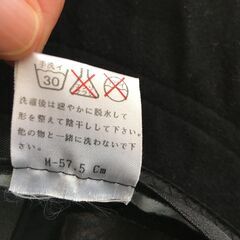 手洗イ
30
洗濯後は速やかに脱水して
形を整えて陰干しして下さい。
他の物と一緒に洗わないで下
さい。
M-57.5 Cm